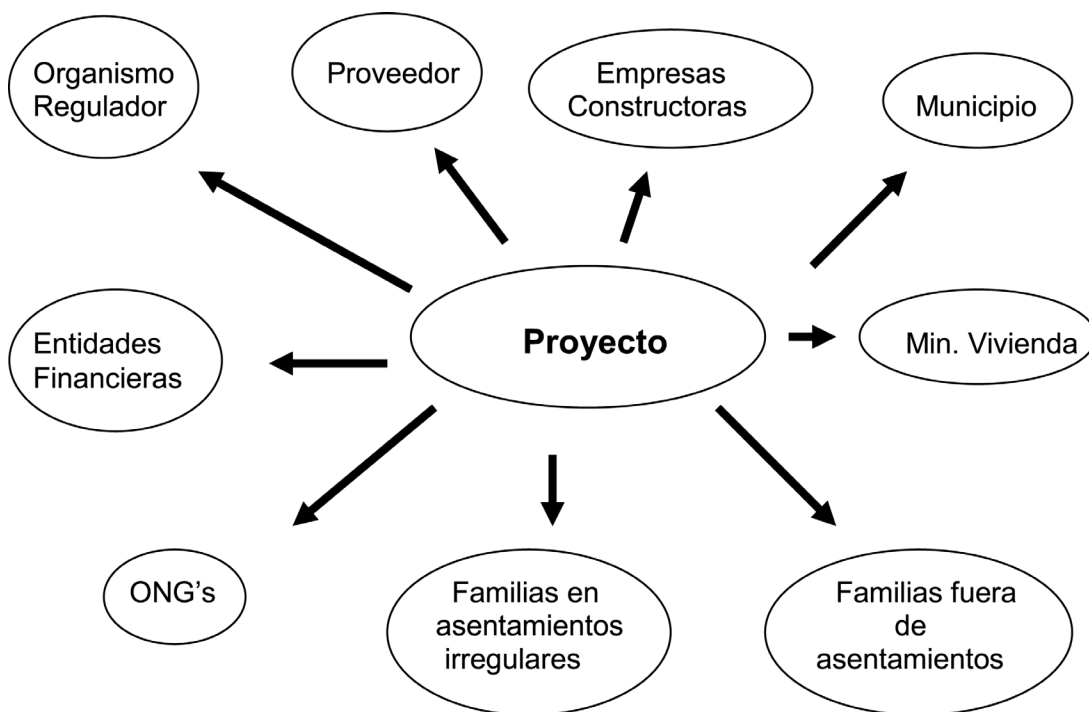 Organismo
Regulador
Proveedor
Empresas
Constructoras
Municipio
Entidades
Financieras
Proyecto
Min. Vivienda
ONG’s
Familias en
asentamientos
irregulares
Familias fuera
de
asentamientos